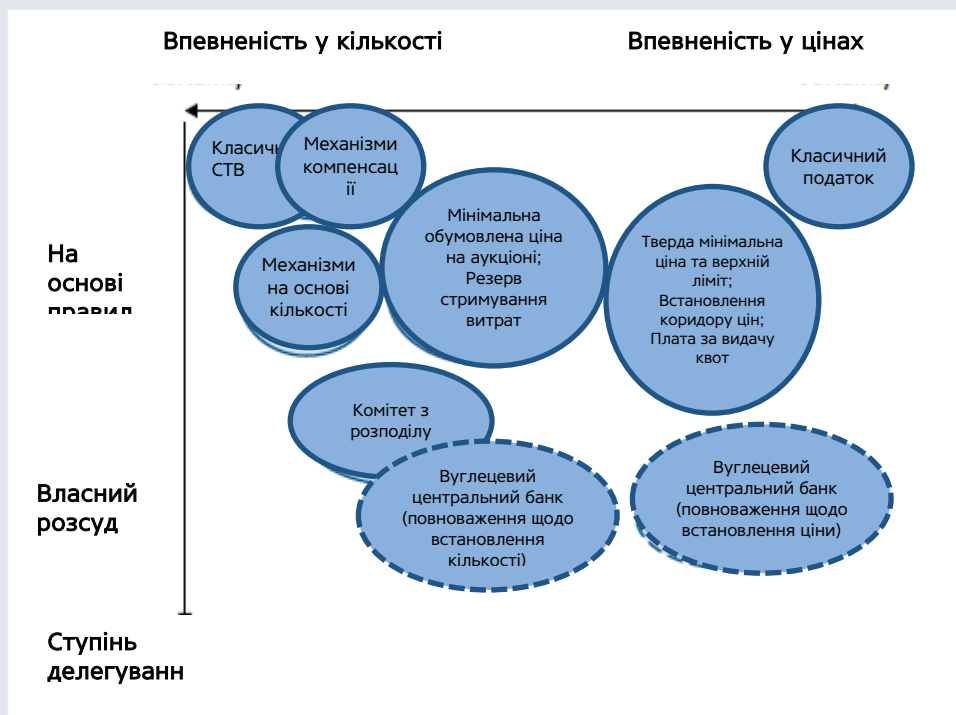 Впевненість у кількості
Впевненість у цінах
СТВ
Механізми
компенсац
ії
Класичний
податок
Мінімальна
обумовлена ціна
на аукціоні;
Резерв
стримування
витрат
Тверда мінімальна
ціна та верхній
ліміт;
Встановлення
коридору цін;
Плата за видачу
квот
На
основі
правил
Механізми
на основі
кількості
Комітет з
розподілу
Вуглецевий
центральний банк
(повноваження щодо
встановлення
кількості)
Вуглецевий
центральний банк
(повноваження щодо
встановлення ціни)
Власний
розсуд
Ступінь
делегуванн